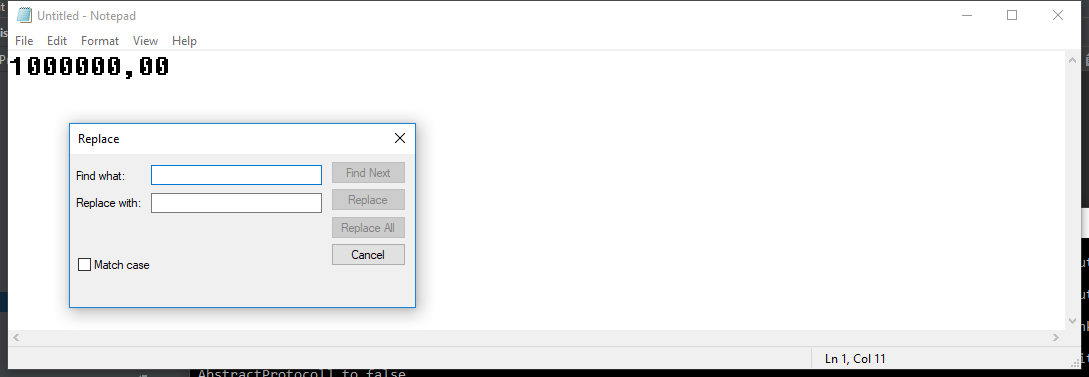 Untitled - Notepad
File Edit Format View Help
1000000,00
Replace
Find what:
Find Next
Replace with:
Replace
Replace All
Cancel
Match case
Ln 1, Col 11
AbstractProtocol] to false